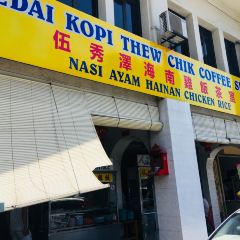 EDAI KOPI THEW CHIK COFFEE S
伍秀澤海南雞飯茶室
NASI AYAM HAINAN CHICKEN RICE